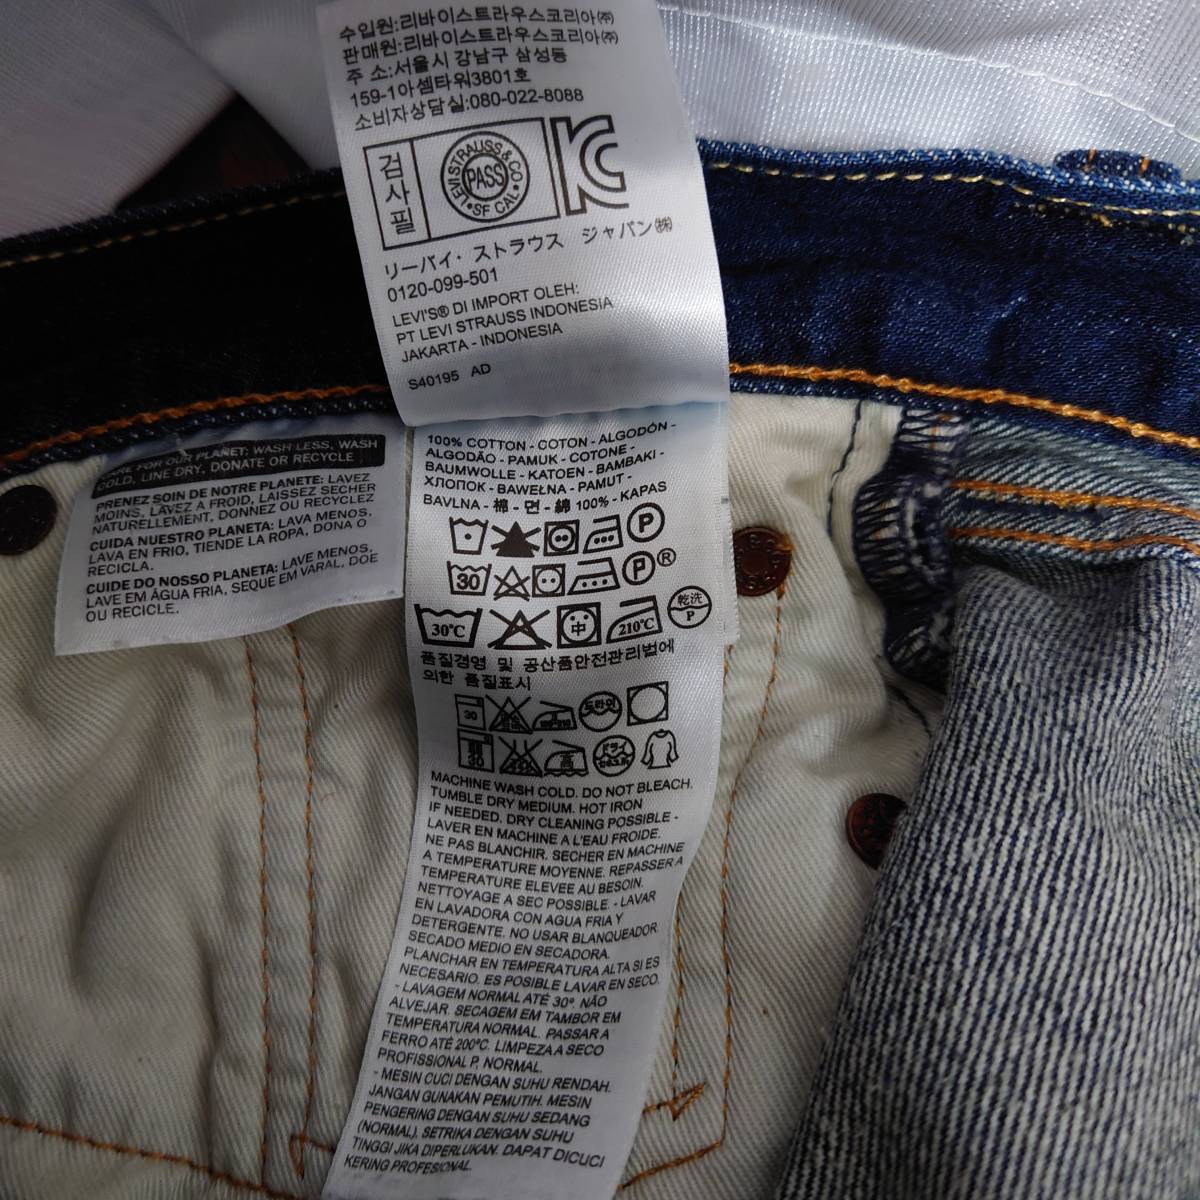 수입원:리바이스트라우스코리아㈜
판매원:리바이스트라우스코리아㈜
주 소:서울시 강남구 삼성동
159-1아셈타워3801호
소비자상담실:080-022-8088
검사필
LEVI STRAUSS & CO
PASS
SF CAL
リーバイ・ストラウス ジャパン㈱
0120-099-501
LEVI'S® DI IMPORT OLEH:
PT LEVI STRAUSS INDONESIA
JAKARTA - INDONESIA
S40195 AD
CARE FOR OUR PLANET: WASH LESS, WASH
COLD, LINE DRY, DONATE OR RECYCLE
PRENEZ SOIN DE NOTRE PLANETE: LAVEZ
MOINS, LAVEZ A FROID, LAISSEZ SECHER
NATURELLEMENT, DONNEZ OU RECYCLEZ
CUIDA NUESTRO PLANETA: LAVA MENOS,
LAVA EN FRIO, TIENDE LA ROPA, DONA O
RECICLA.
CUIDE DO NOSSO PLANETA: LAVE MENOS,
LAVE EM ÁGUA FRIA, SEQUE EM VARAL, DOE
OU RECICLE.
100% COTTON - COTON - ALGODÓN -
ALGODÃO - PAMUK - COTONE -
BAUMWOLLE - KATOEN - BAMBAKI -
ХЛОПОК - BAWEŁNA - PAMUT -
BAVLNA - 棉 - 면 - 綿 100% - KAPAS
P
30 P®
30℃ 中 210℃ 乾洗 P
품질경영 및 공산품안전관리법에
의한 품질표시
30 드라이
30 高 ドライ
MACHINE WASH COLD. DO NOT BLEACH.
TUMBLE DRY MEDIUM. HOT IRON
IF NEEDED. DRY CLEANING POSSIBLE -
LAVER EN MACHINE A L'EAU FROIDE.
NE PAS BLANCHIR. SECHER EN MACHINE
A TEMPERATURE MOYENNE. REPASSER A
TEMPERATURE ELEVEE AU BESOIN.
NETTOYAGE A SEC POSSIBLE. - LAVAR
EN LAVADORA CON AGUA FRIA Y
DETERGENTE. NO USAR BLANQUEADOR.
SECADO MEDIO EN SECADORA.
PLANCHAR EN TEMPERATURA ALTA SI ES
NECESARIO. ES POSIBLE LAVAR EN SECO.
- LAVAGEM NORMAL ATÉ 30º. NÃO
ALVEJAR. SECAGEM EM TAMBOR EM
TEMPERATURA NORMAL. PASSAR A
FERRO ATÉ 200ºC. LIMPEZA A SECO
PROFISSIONAL P. NORMAL.
- MESIN CUCI DENGAN SUHU RENDAH.
JANGAN GUNAKAN PEMUTIH. MESIN
PENGERING DENGAN SUHU SEDANG
(NORMAL), SETRIKA DENGAN SUHU
TINGGI JIKA DIPERLUKAN. DAPAT DICUCI
KERING PROFESIONAL.